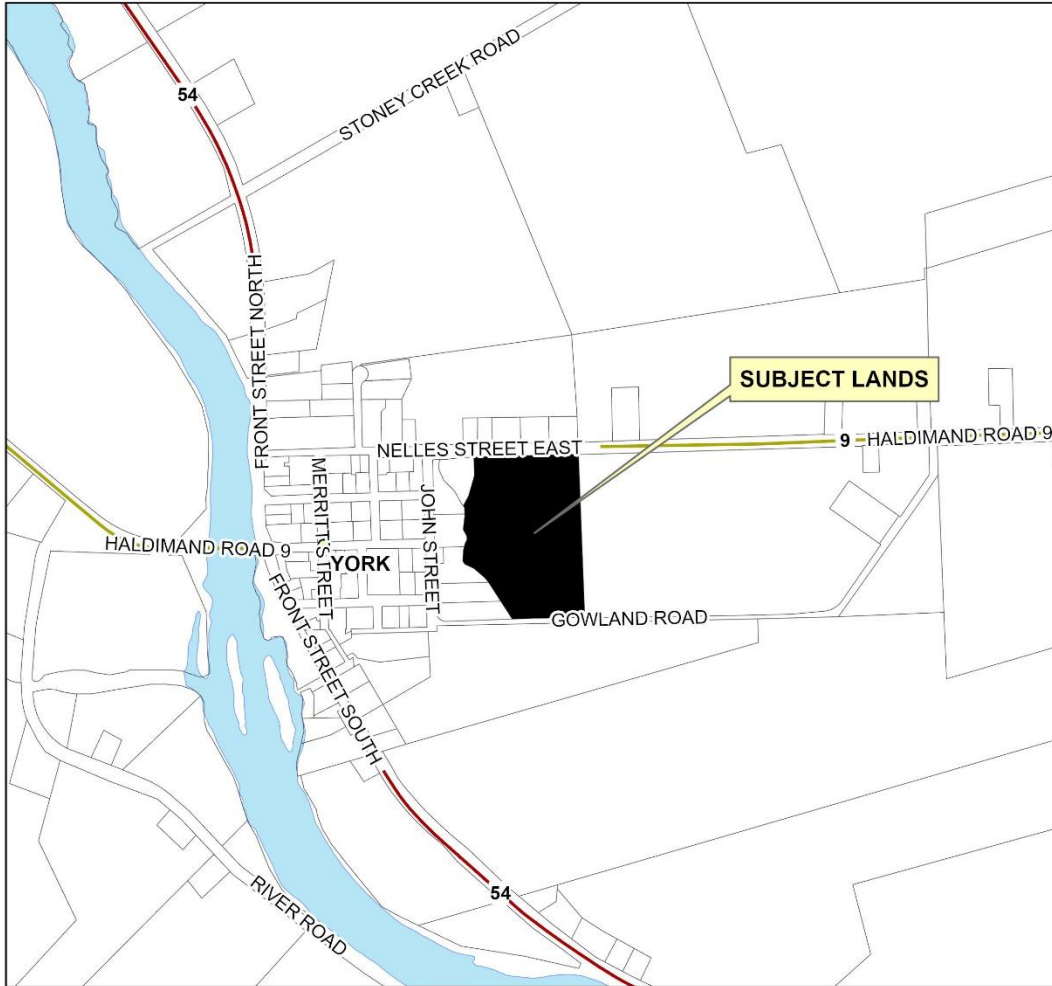 54
STONEY CREEK ROAD
FRONT STREET NORTH
SUBJECT LANDS
NELLES STREET EAST
9
HALDIMAND ROAD 9
MERRITT STREET
JOHN STREET
HALDIMAND ROAD 9
YORK
FRONT STREET SOUTH
GOWLAND ROAD
54
RIVER ROAD